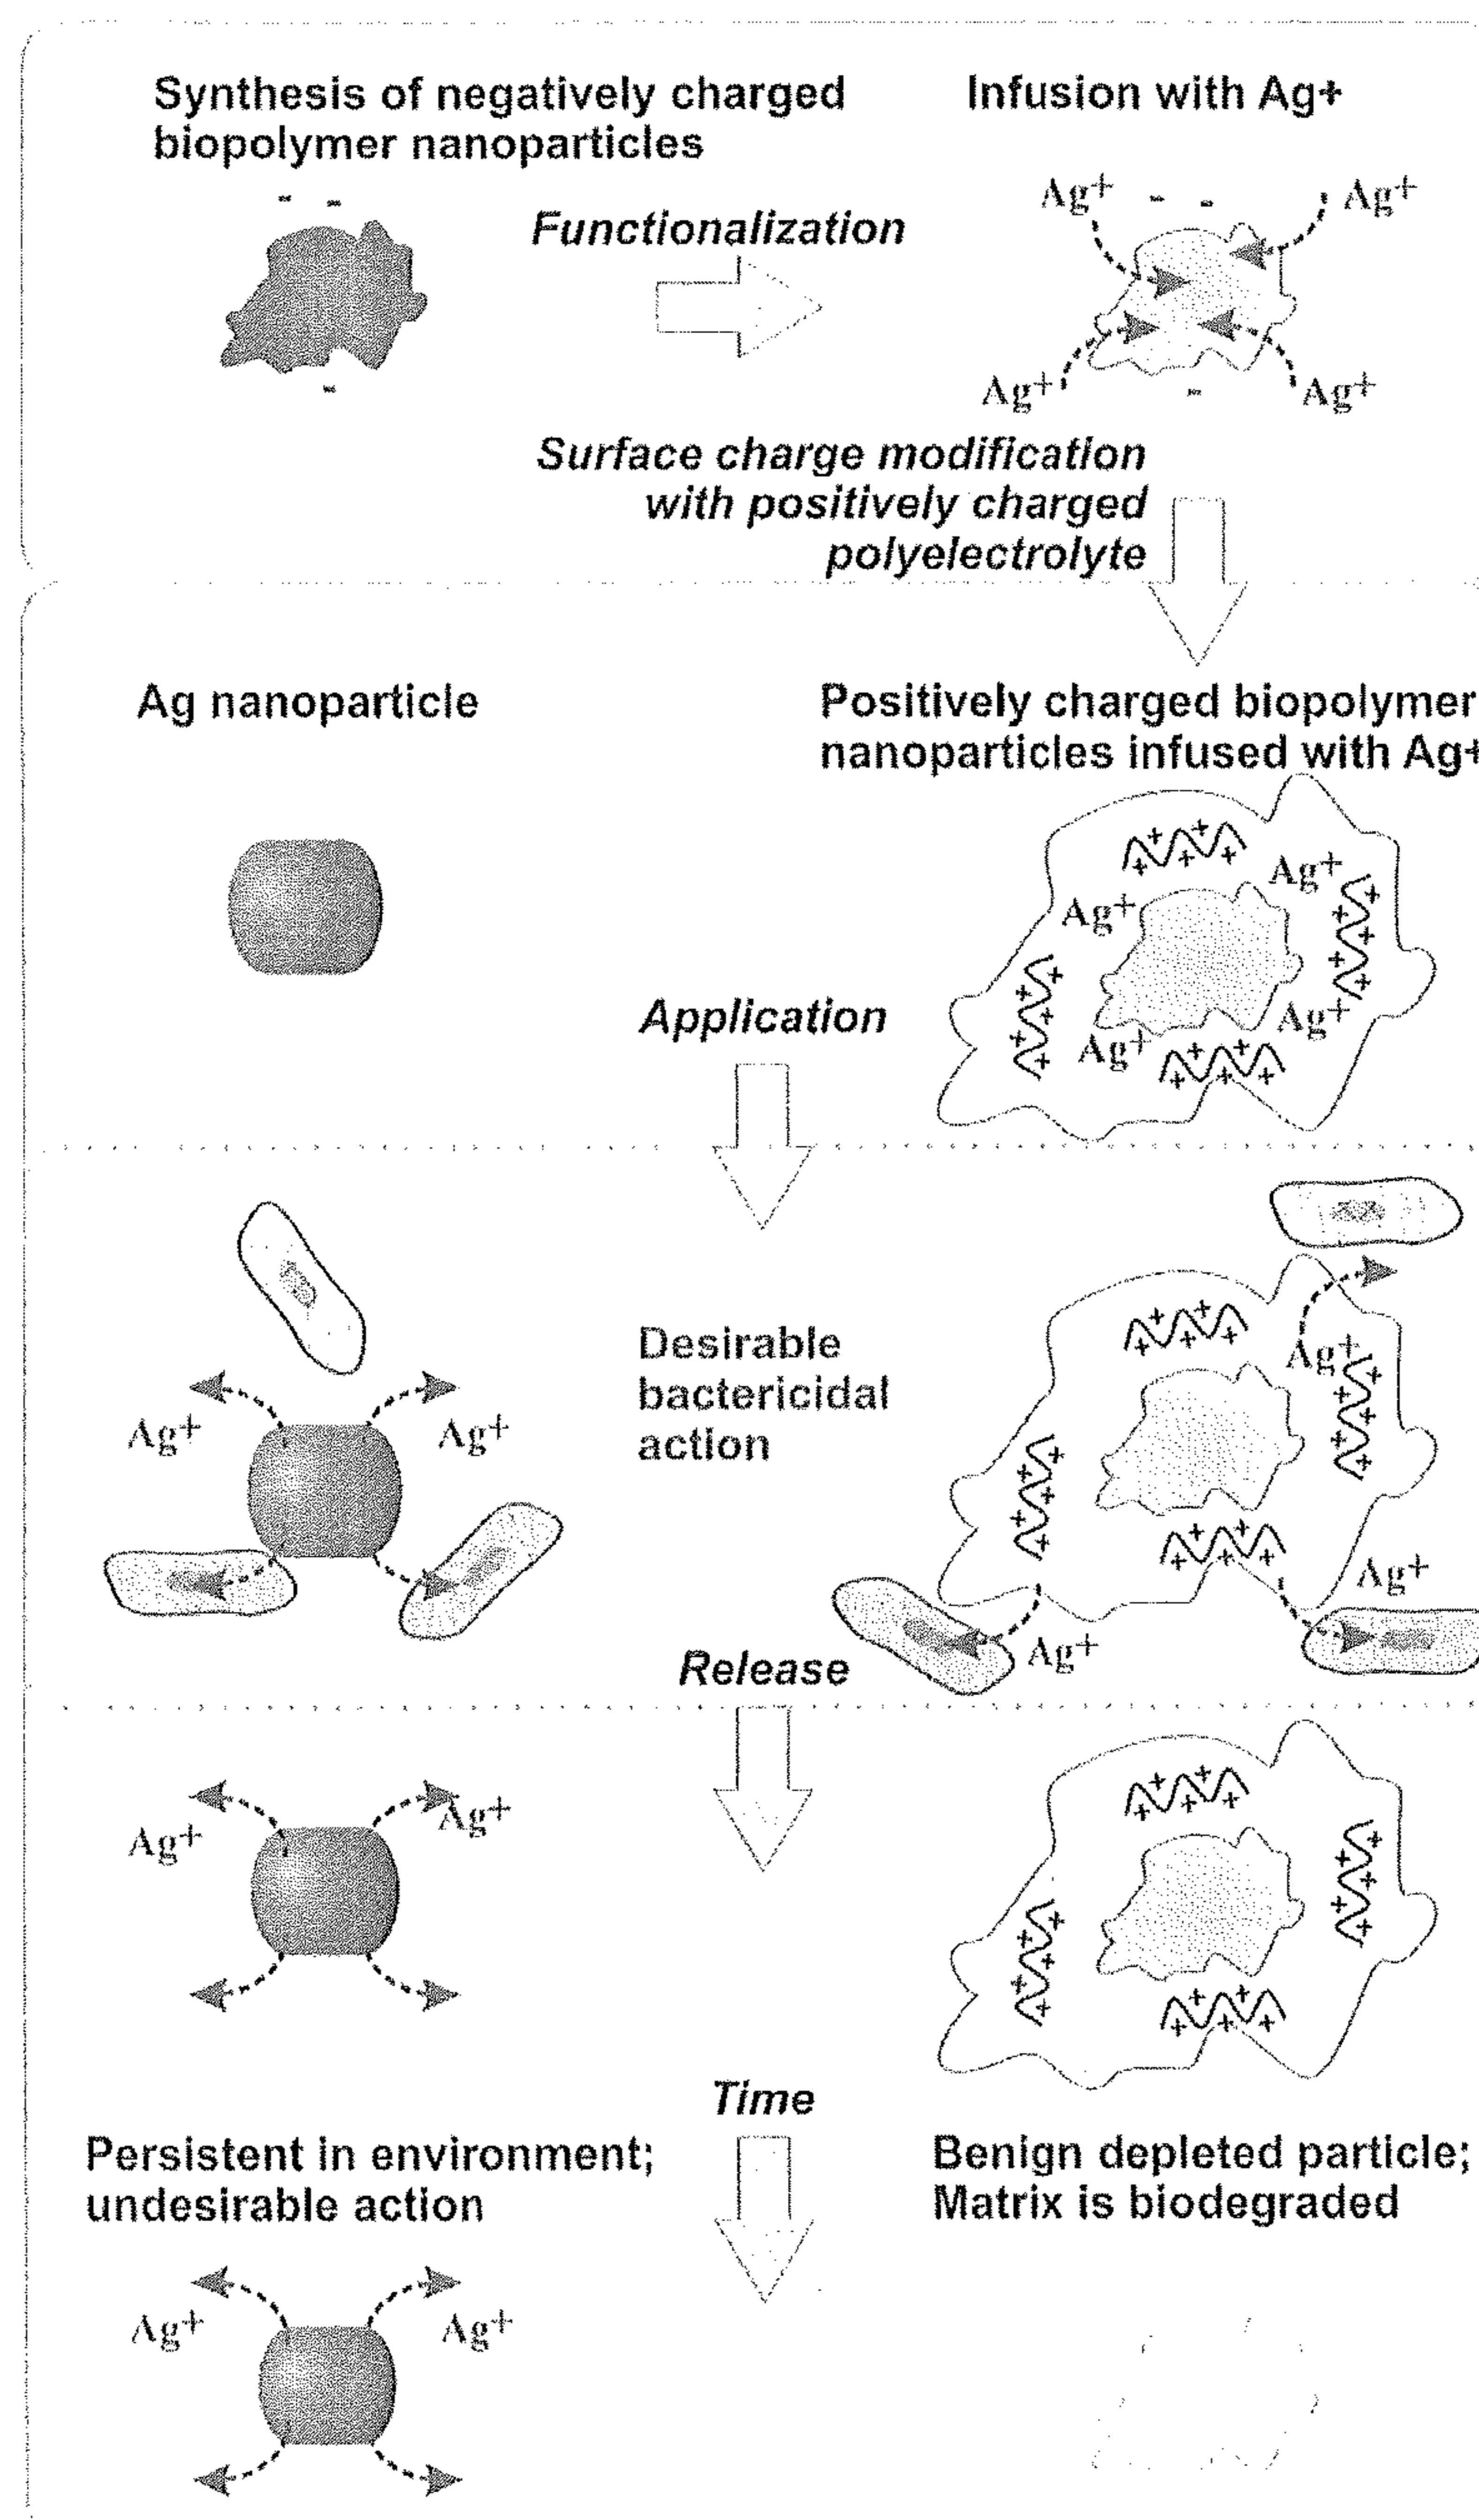 Synthesis of negatively charged
biopolymer nanoparticles
Infusion with Ag+
- -
-
Functionalization
Ag+ - - Ag+
Ag+ - Ag+
Surface charge modification
with positively charged
polyelectrolyte
Ag nanoparticle
Positively charged biopolymer
nanoparticles infused with Ag+
+ + + + +
Ag+
Ag+
+ + + + +
+ + + + +
Ag+
Ag+
+ + + + +
Application
Desirable
bactericidal
action
Ag+ Ag+
+ + + + +
Ag+
+ + + + +
+ + + + +
+ + + + +
Ag+
Ag+
Release
Ag+
Ag+
+ + + + +
+ + + + +
+ + + + +
+ + + + +
Time
Persistent in environment;
undesirable action
Benign depleted particle;
Matrix is biodegraded
Ag+ Ag+